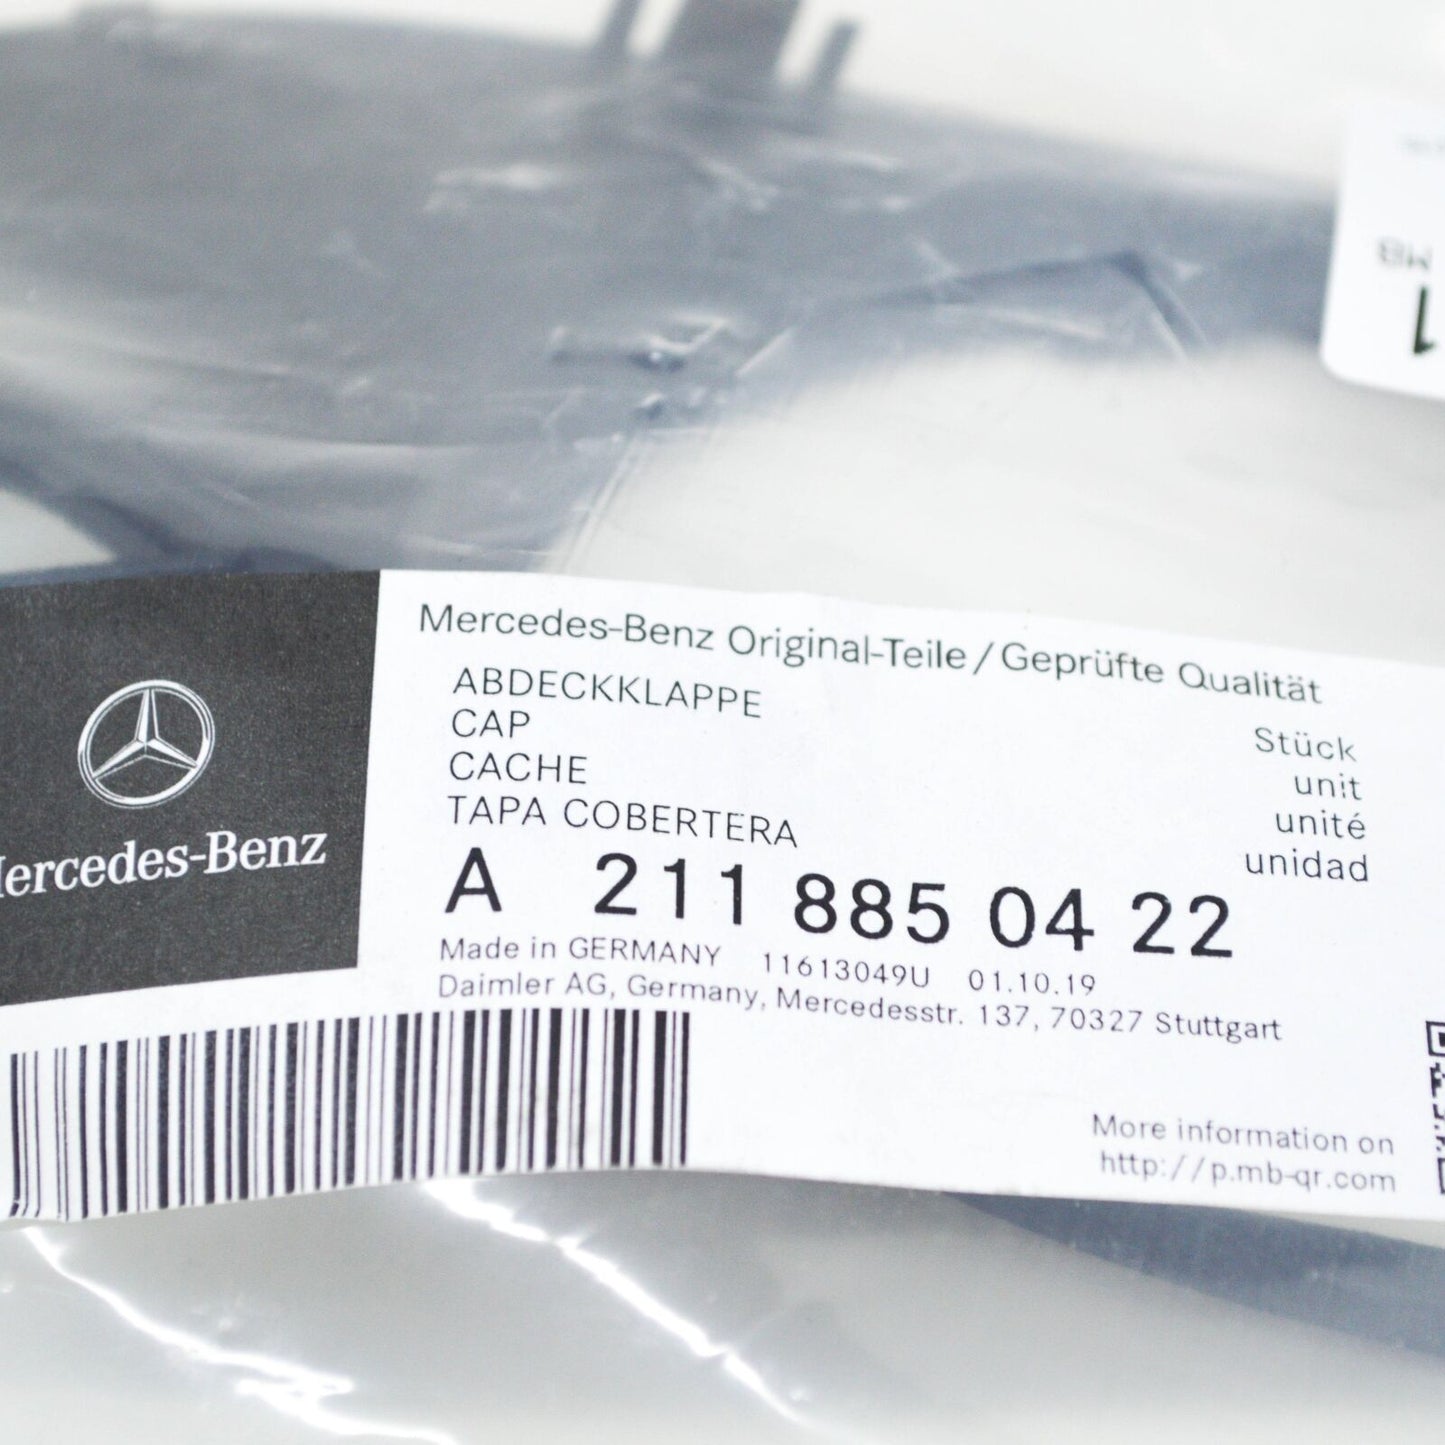 MB
1
Mercedes-Benz Original-Teile / Geprüfte Qualität
ABDECKKLAPPE
CAP
CACHE
TAPA COBERTERA
Stück
unit
unité
unidad
A 211 885 04 22
Made in GERMANY 11613049U 01.10.19
Daimler AG, Germany, Mercedesstr. 137, 70327 Stuttgart
More information on
http://p.mb-qr.com
Mercedes-Benz